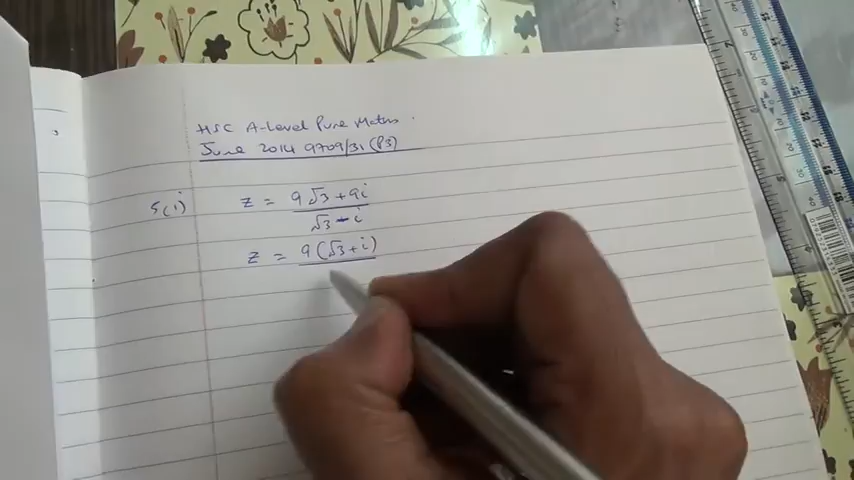 HSC A-Level Pure Maths
June 2014 9709/31 (P3)
5(i) z = 9√3+9i / √3-i
z = 9(√3+i)